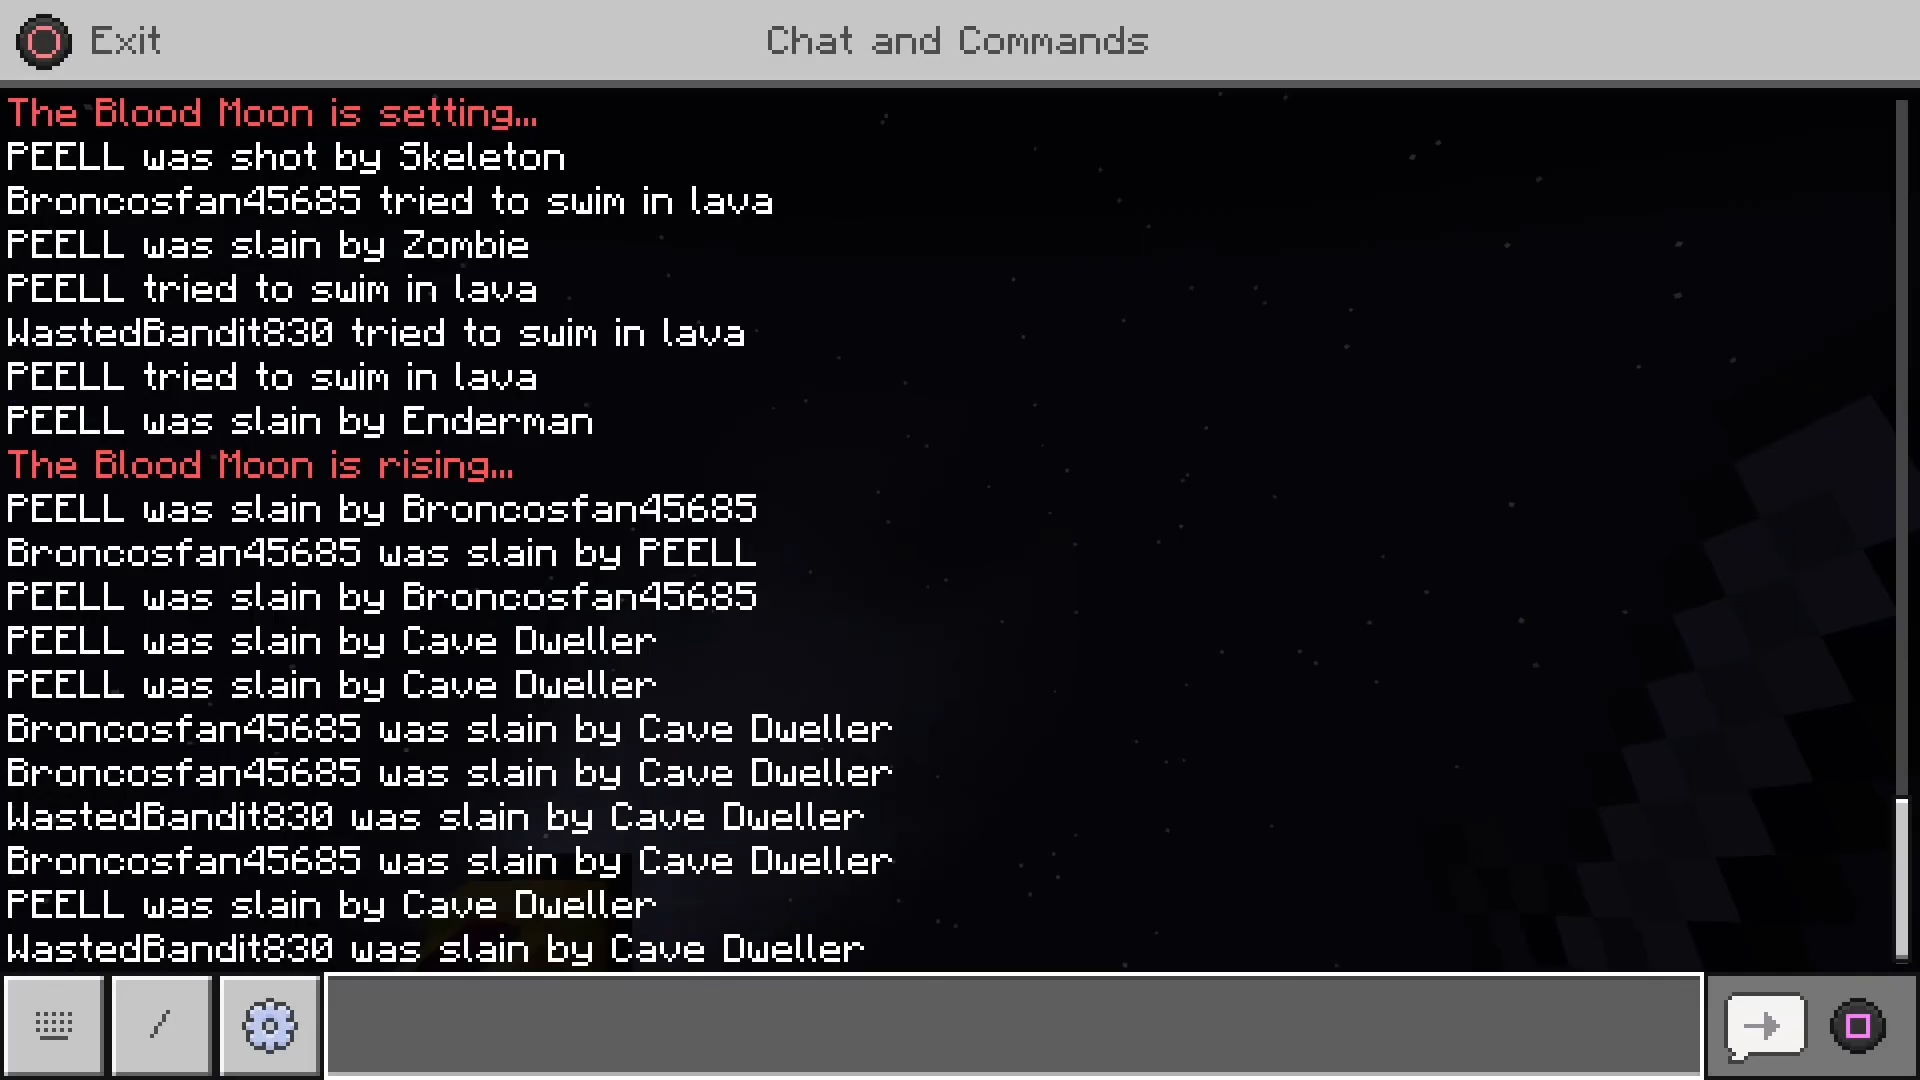 Exit
Chat and Commands
The Blood Moon is setting...
PEELL was shot by Skeleton
Broncosfan45685 tried to swim in lava
PEELL was slain by Zombie
PEELL tried to swim in lava
WastedBandit830 tried to swim in lava
PEELL tried to swim in lava
PEELL was slain by Enderman
The Blood Moon is rising...
PEELL was slain by Broncosfan45685
Broncosfan45685 was slain by PEELL
PEELL was slain by Broncosfan45685
PEELL was slain by Cave Dweller
PEELL was slain by Cave Dweller
Broncosfan45685 was slain by Cave Dweller
Broncosfan45685 was slain by Cave Dweller
WastedBandit830 was slain by Cave Dweller
Broncosfan45685 was slain by Cave Dweller
PEELL was slain by Cave Dweller
WastedBandit830 was slain by Cave Dweller
/